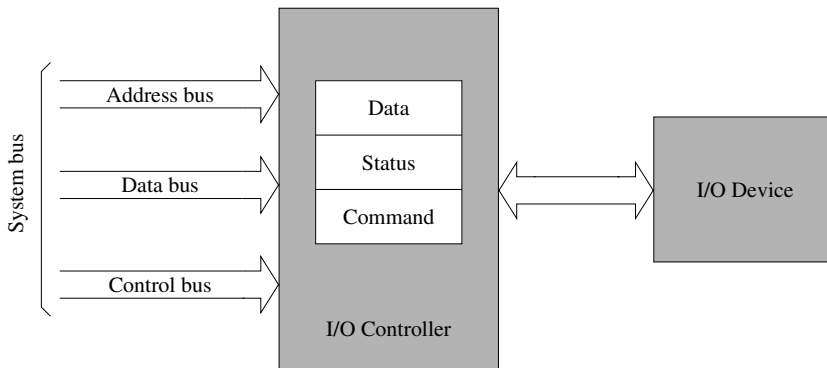 System bus
Address bus
Data bus
Control bus
Data
Status
Command
I/O Controller
I/O Device